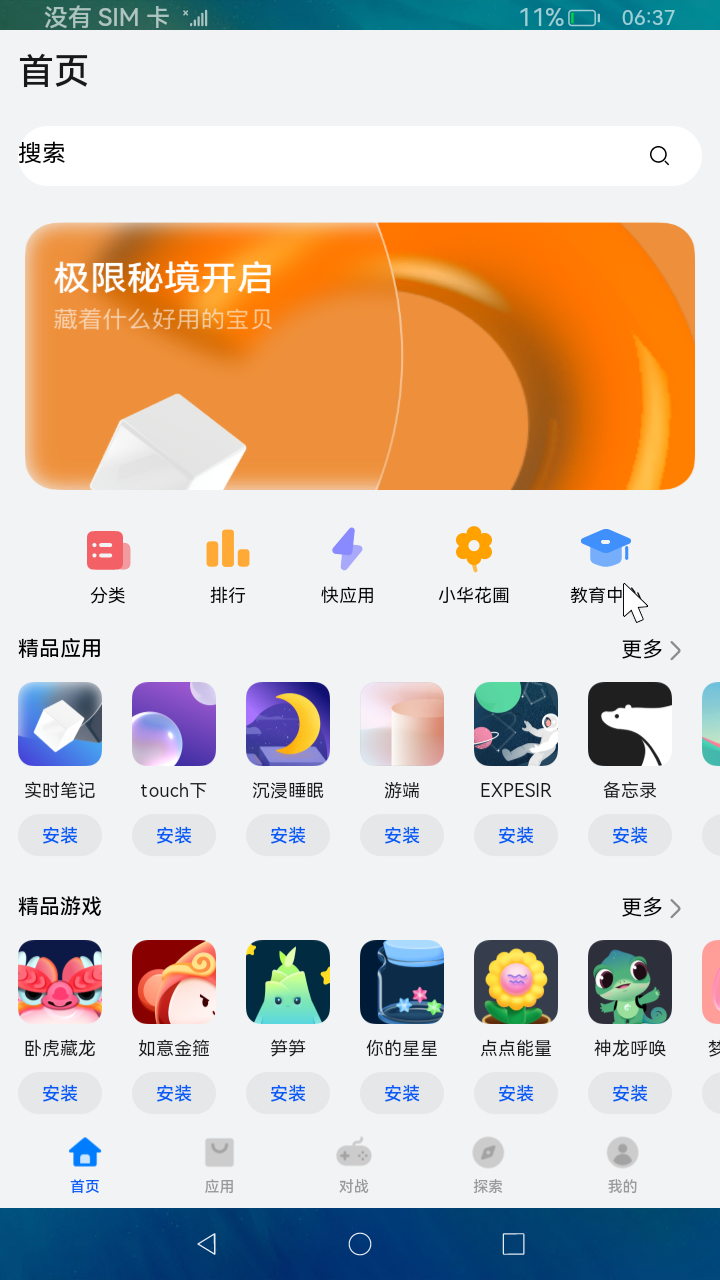 没有 SIM 卡 11% 06:37
首页
搜索
极限秘境开启
藏着什么好用的宝贝
分类 排行 快应用 小华花圃 教育中
精品应用 更多
实时笔记 touch下 沉浸睡眠 游端 EXPESIR 备忘录
安装 安装 安装 安装 安装 安装
精品游戏 更多
卧虎藏龙 如意金箍 笋笋 你的星星 点点能量 神龙呼唤
安装 安装 安装 安装 安装 安装
首页 应用 对战 探索 我的